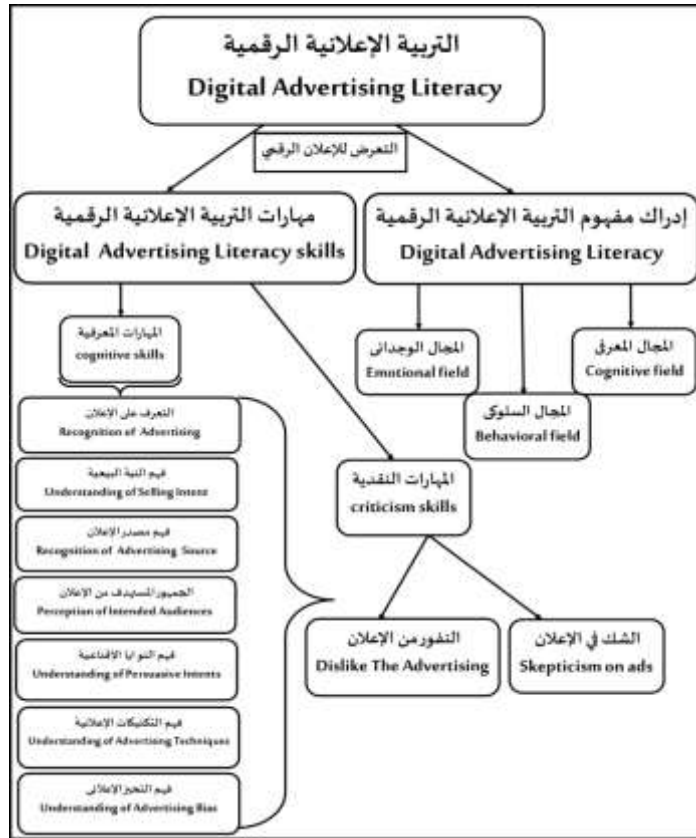 التربية الإعلانية الرقمية
Digital Advertising Literacy
التعرض للإعلان الرقمي
إدراك مفهوم التربية الإعلانية الرقمية
Digital Advertising Literacy
مهارات التربية الإعلانية الرقمية
Digital Advertising Literacy skills
المجال المعرفى
Cognitive field
المجال السلوكى
Behavioral field
المجال الوجدانى
Emotional field
المهارات المعرفية
cognitive skills
التعرف على الإعلان
Recognition of Advertising
فهم النية البيعية
Understanding of Selling Intent
فهم مصدر الإعلان
Recognition of Advertising Source
الجمهور المستهدف من الإعلان
Perception of Intended Audiences
فهم النوايا الإقناعية
Understanding of Persuasive Intents
فهم التكتيكات الإعلانية
Understanding of Advertising Techniques
فهم التحيز الإعلانى
Understanding of Advertising Bias
المهارات النقدية
criticism skills
الشك في الإعلان
Skepticism on ads
النفور من الإعلان
Dislike The Advertising